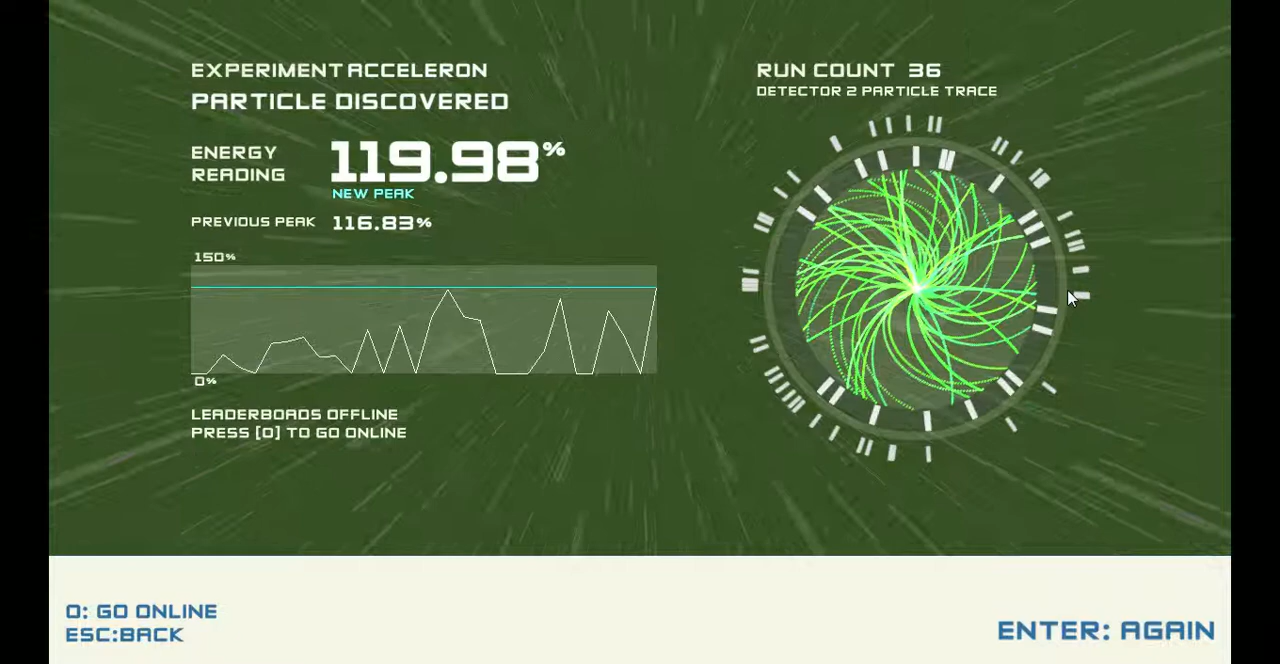 EXPERIMENT ACCELERON
PARTICLE DISCOVERED
ENERGY READING 119.98%
NEW PEAK
PREVIOUS PEAK 116.83%
150%
0%
LEADERBOADS OFFLINE
PRESS [O] TO GO ONLINE
RUN COUNT 36
DETECTOR 2 PARTICLE TRACE
O: GO ONLINE
ESC:BACK
ENTER: AGAIN